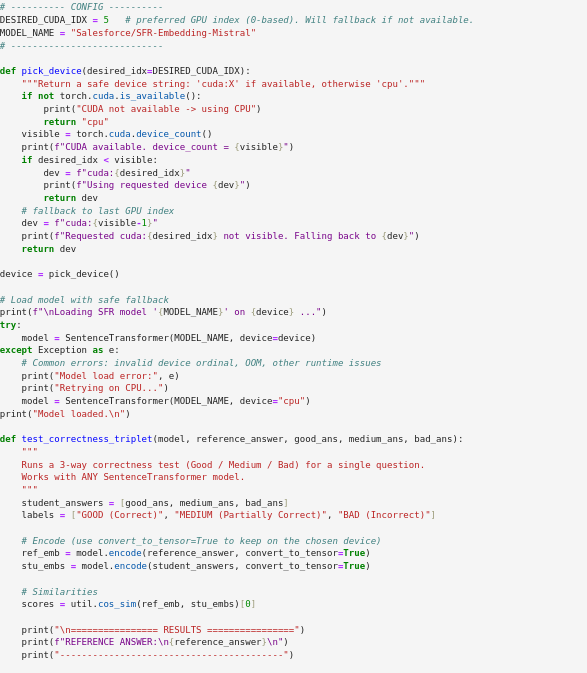 # ---------- CONFIG ----------
DESIRED_CUDA_IDX = 5   # preferred GPU index (0-based). Will fallback if not available.
MODEL_NAME = "Salesforce/SFR-Embedding-Mistral"
# ----------------------------

def pick_device(desired_idx=DESIRED_CUDA_IDX):
    """Return a safe device string: 'cuda:X' if available, otherwise 'cpu'."""
    if not torch.cuda.is_available():
        print("CUDA not available -> using CPU")
        return "cpu"
    visible = torch.cuda.device_count()
    print(f"CUDA available. device_count = {visible}")
    if desired_idx < visible:
        dev = f"cuda:{desired_idx}"
        print(f"Using requested device {dev}")
        return dev
    # fallback to last GPU index
    dev = f"cuda:{visible-1}"
    print(f"Requested cuda:{desired_idx} not visible. Falling back to {dev}")
    return dev

device = pick_device()

# Load model with safe fallback
print(f"\nLoading SFR model '{MODEL_NAME}' on {device} ...")
try:
    model = SentenceTransformer(MODEL_NAME, device=device)
except Exception as e:
    # Common errors: invalid device ordinal, OOM, other runtime issues
    print("Model load error:", e)
    print("Retrying on CPU...")
    model = SentenceTransformer(MODEL_NAME, device="cpu")
print("Model loaded.\n")

def test_correctness_triplet(model, reference_answer, good_ans, medium_ans, bad_ans):
    """
    Runs a 3-way correctness test (Good / Medium / Bad) for a single question.
    Works with ANY SentenceTransformer model.
    """
    student_answers = [good_ans, medium_ans, bad_ans]
    labels = ["GOOD (Correct)", "MEDIUM (Partially Correct)", "BAD (Incorrect)"]

    # Encode (use convert_to_tensor=True to keep on the chosen device)
    ref_emb = model.encode(reference_answer, convert_to_tensor=True)
    stu_embs = model.encode(student_answers, convert_to_tensor=True)

    # Similarities
    scores = util.cos_sim(ref_emb, stu_embs)[0]

    print("\n================ RESULTS ================")
    print(f"REFERENCE ANSWER:\n{reference_answer}\n")
    print("-----------------------------------------")